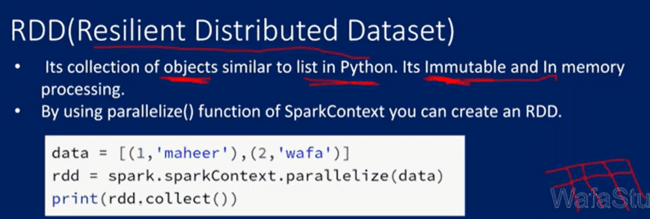 RDD(Resilient Distributed Dataset)
• Its collection of objects similar to list in Python. Its Immutable and In memory
processing.
• By using parallelize() function of SparkContext you can create an RDD.
data = [(1,'maheer'),(2,'wafa')]
rdd = spark.sparkContext.parallelize(data)
print(rdd.collect())
WafaStu